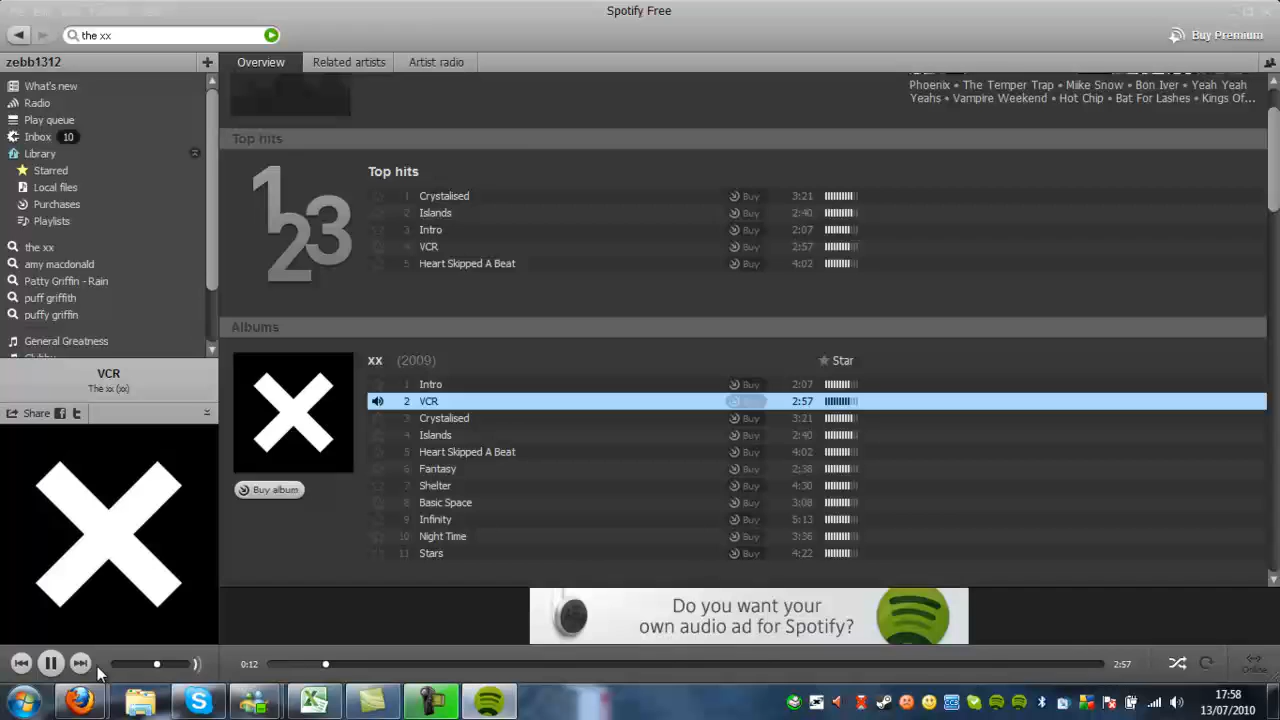 Spotify Free
the xx
Buy Premium
zebb1312
Overview
Related artists
Artist radio
What's new
Radio
Play queue
Inbox 10
Library
Starred
Local files
Purchases
Playlists
the xx
amy macdonald
Patty Griffin - Rain
puff griffith
puffy griffin
General Greatness
Phoenix • The Temper Trap • Mike Snow • Bon Iver • Yeah Yeah
Yeahs • Vampire Weekend • Hot Chip • Bat For Lashes • Kings Of...
Top hits
123
Top hits
1 Crystalised Buy 3:21
2 Islands Buy 2:40
3 Intro Buy 2:07
4 VCR Buy 2:57
5 Heart Skipped A Beat Buy 4:02
Albums
xx (2009) Star
1 Intro Buy 2:07
2 VCR Buy 2:57
3 Crystalised Buy 3:21
4 Islands Buy 2:40
5 Heart Skipped A Beat Buy 4:02
6 Fantasy Buy 2:38
7 Shelter Buy 4:30
8 Basic Space Buy 3:08
9 Infinity Buy 5:13
10 Night Time Buy 3:36
11 Stars Buy 4:22
Buy album
VCR
The xx (xx)
Share
Do you want your
own audio ad for Spotify?
0:12
2:57
Online
17:58
13/07/2010